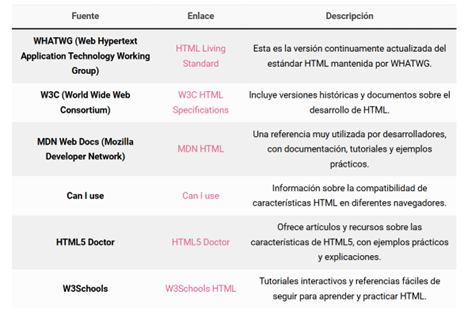 Fuente Enlace Descripción
WHATWG (Web Hypertext
Application Technology Working
Group)
HTML Living
Standard
Esta es la versión continuamente actualizada del
estándar HTML mantenida por WHATWG.
W3C (World Wide Web
Consortium)
W3C HTML
Specifications
Incluye versiones históricas y documentos sobre el
desarrollo de HTML.
MDN Web Docs (Mozilla
Developer Network)
MDN HTML
Una referencia muy utilizada por desarrolladores,
con documentación, tutoriales y ejemplos
prácticos.
Can I use
Can I use
Información sobre la compatibilidad de
características HTML en diferentes navegadores.
HTML5 Doctor
HTML5 Doctor
Ofrece artículos y recursos sobre las
características de HTML5, con ejemplos prácticos
y explicaciones.
W3Schools
W3Schools HTML
Tutoriales interactivos y referencias fáciles de
seguir para aprender y practicar HTML.